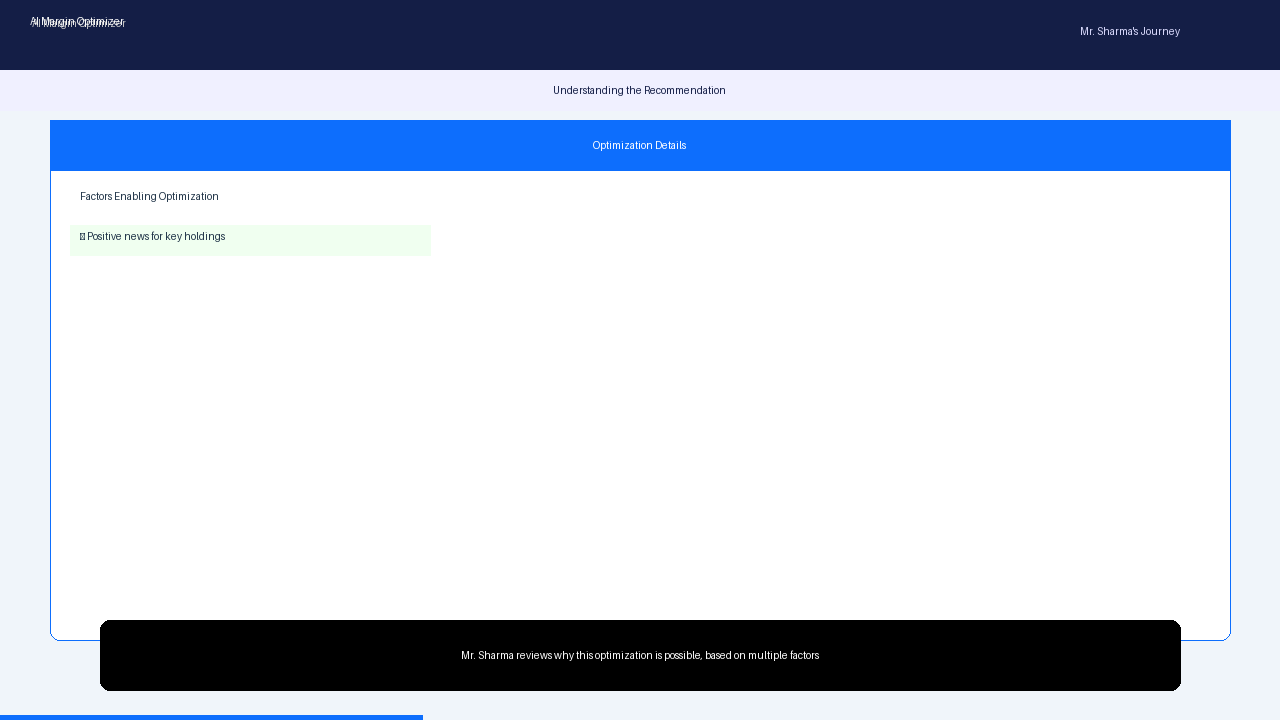 AI Margin Optimizer
Mr. Sharma's Journey
Understanding the Recommendation
Optimization Details
Factors Enabling Optimization
Positive news for key holdings
Mr. Sharma reviews why this optimization is possible, based on multiple factors